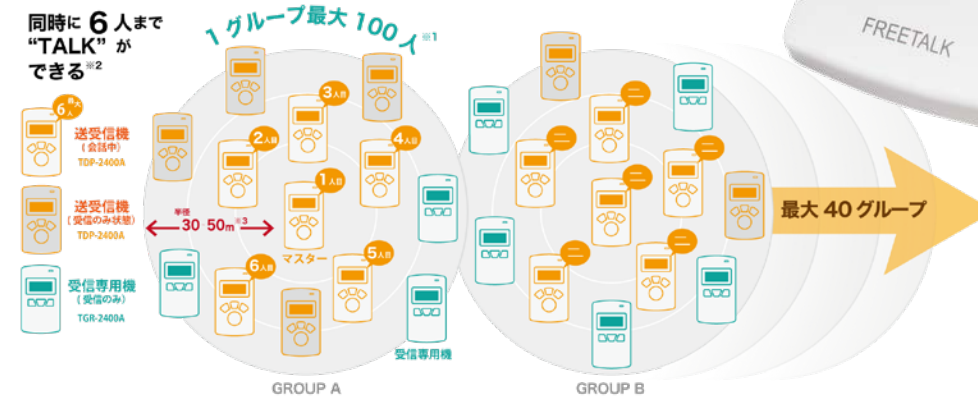 同時に 6 人まで
“TALK” が
できる※2
1グループ最大100人※1
FREETALK
最大
6人
送受信機
(会話中)
TDP-2400A
送受信機
(受信のみ状態)
TDP-2400A
受信専用機
(受信のみ)
TGR-2400A
3人目
2人目
4人目
1人目
半径
30 50m※3
マスター
6人目
5人目
受信専用機
GROUP A
GROUP B
最大 40 グループ